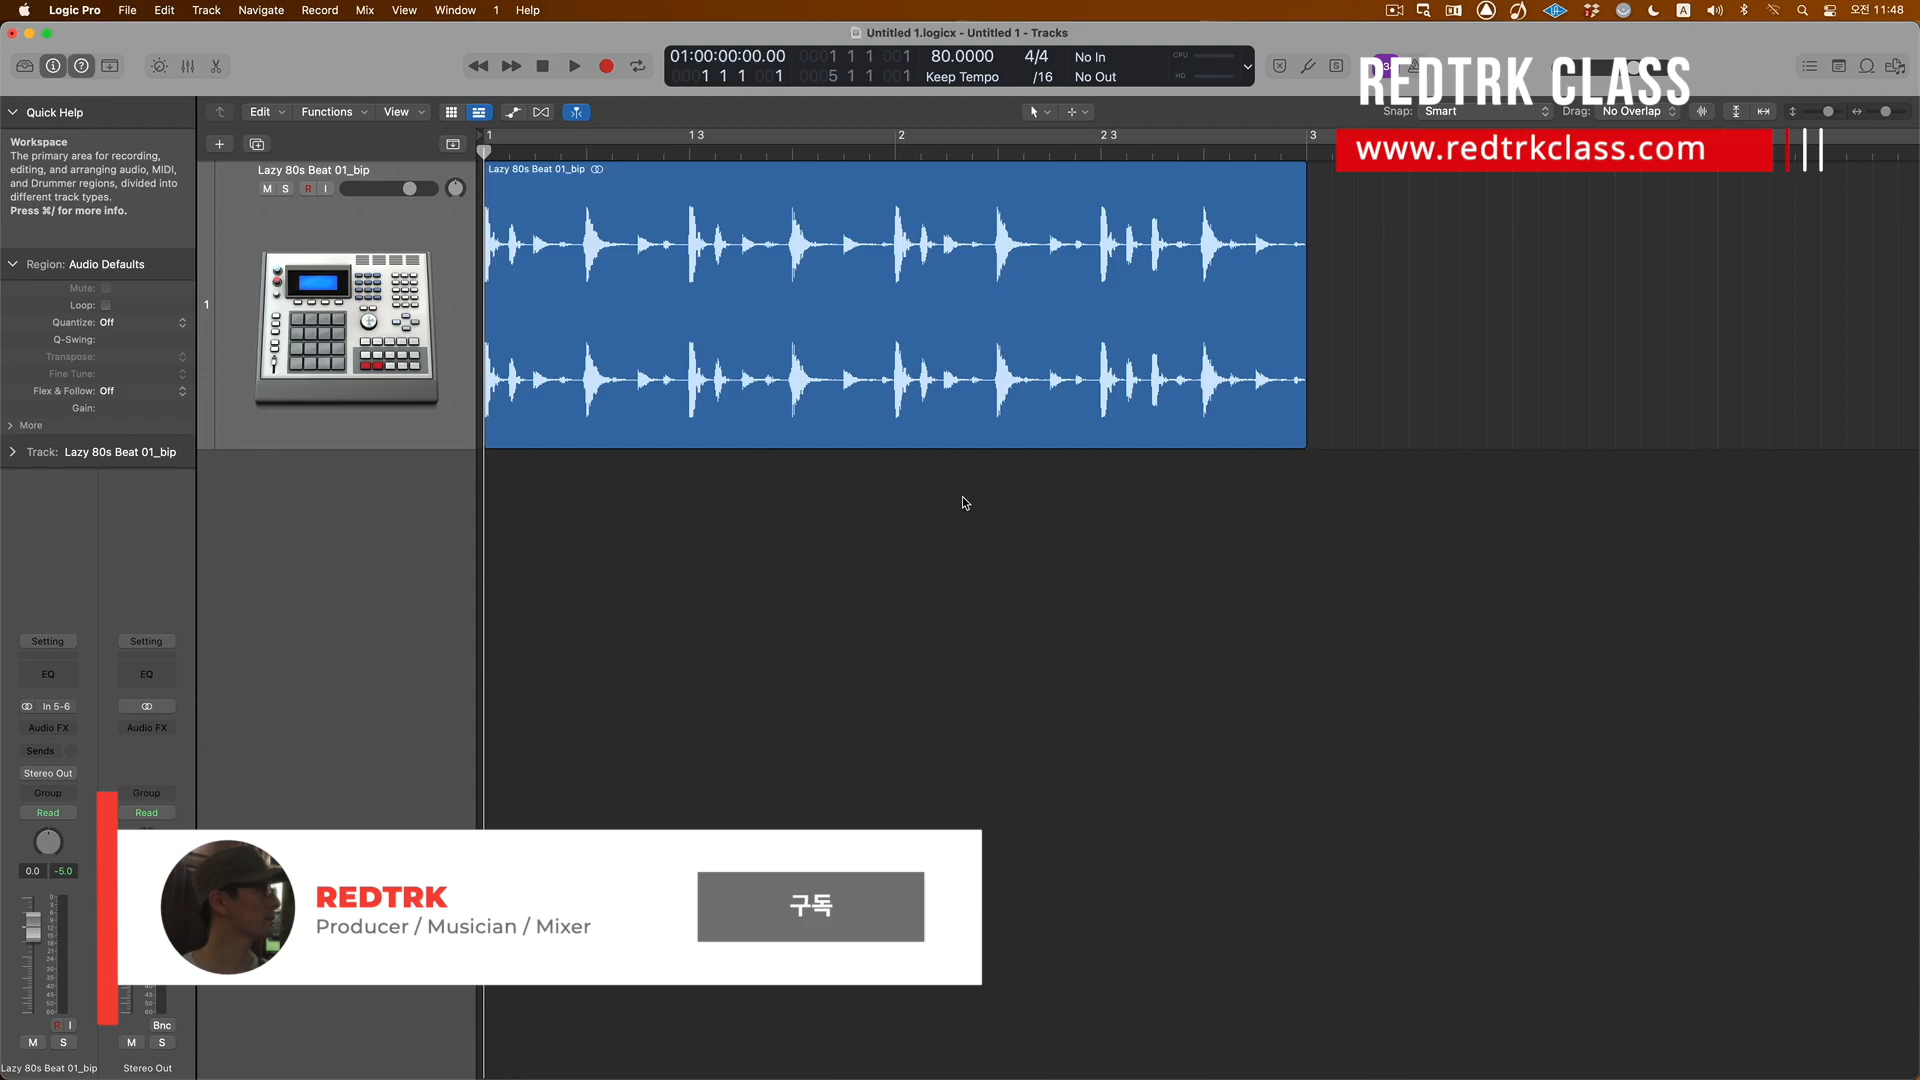 Logic Pro File Edit Track Navigate Record Mix View Window 1 Help
A 오전 11:48
Untitled 1.logicx - Untitled 1 - Tracks
01:00:00:00.00 0001 1 1 001 80.0000 4/4 No In CPU
0001 1 1 001 0005 1 1 001 Keep Tempo /16 No Out HD
S
REDTRK CLASS
Quick Help
Edit Functions View
Snap: Smart Drag: No Overlap
Workspace
The primary area for recording,
editing, and arranging audio, MIDI,
and Drummer regions, divided into
different track types.
Press ⌘/ for more info.
1 1 3 2 2 3 3
www.redtrkclass.com
Lazy 80s Beat 01_bip
M S R I
Lazy 80s Beat 01_bip
Region: Audio Defaults
Mute:
Loop:
Quantize: Off
Q-Swing:
Transpose:
Fine Tune:
Flex & Follow: Off
Gain:
More
Track: Lazy 80s Beat 01_bip
1
Setting Setting
EQ EQ
In 5-6
Audio FX Audio FX
Sends
Stereo Out
Group Group
Read Read
0.0 -5.0
REDTRK
Producer / Musician / Mixer
구독
R I Bnc
M S M S
Lazy 80s Beat 01_bip Stereo Out